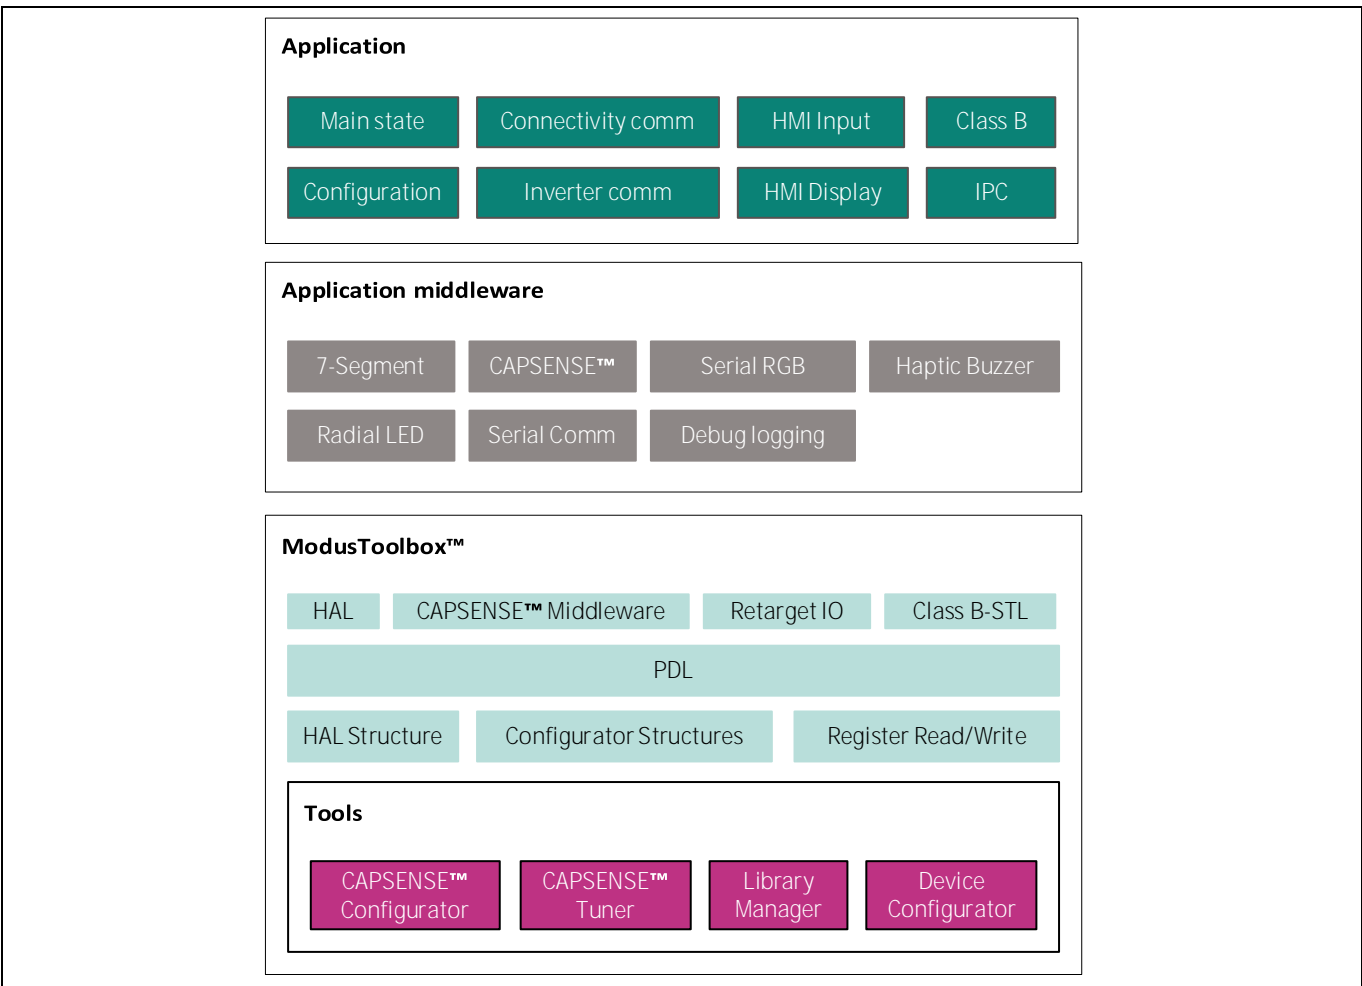 Application
Main state
Connectivity comm
HMI Input
Class B
Configuration
Inverter comm
HMI Display
IPC
Application middleware
7-Segment
CAPSENSE™
Serial RGB
Haptic Buzzer
Radial LED
Serial Comm
Debug logging
ModusToolbox™
HAL
CAPSENSE™ Middleware
Retarget IO
Class B-STL
PDL
HAL Structure
Configurator Structures
Register Read/Write
Tools
CAPSENSE™
Configurator
CAPSENSE™
Tuner
Library
Manager
Device
Configurator